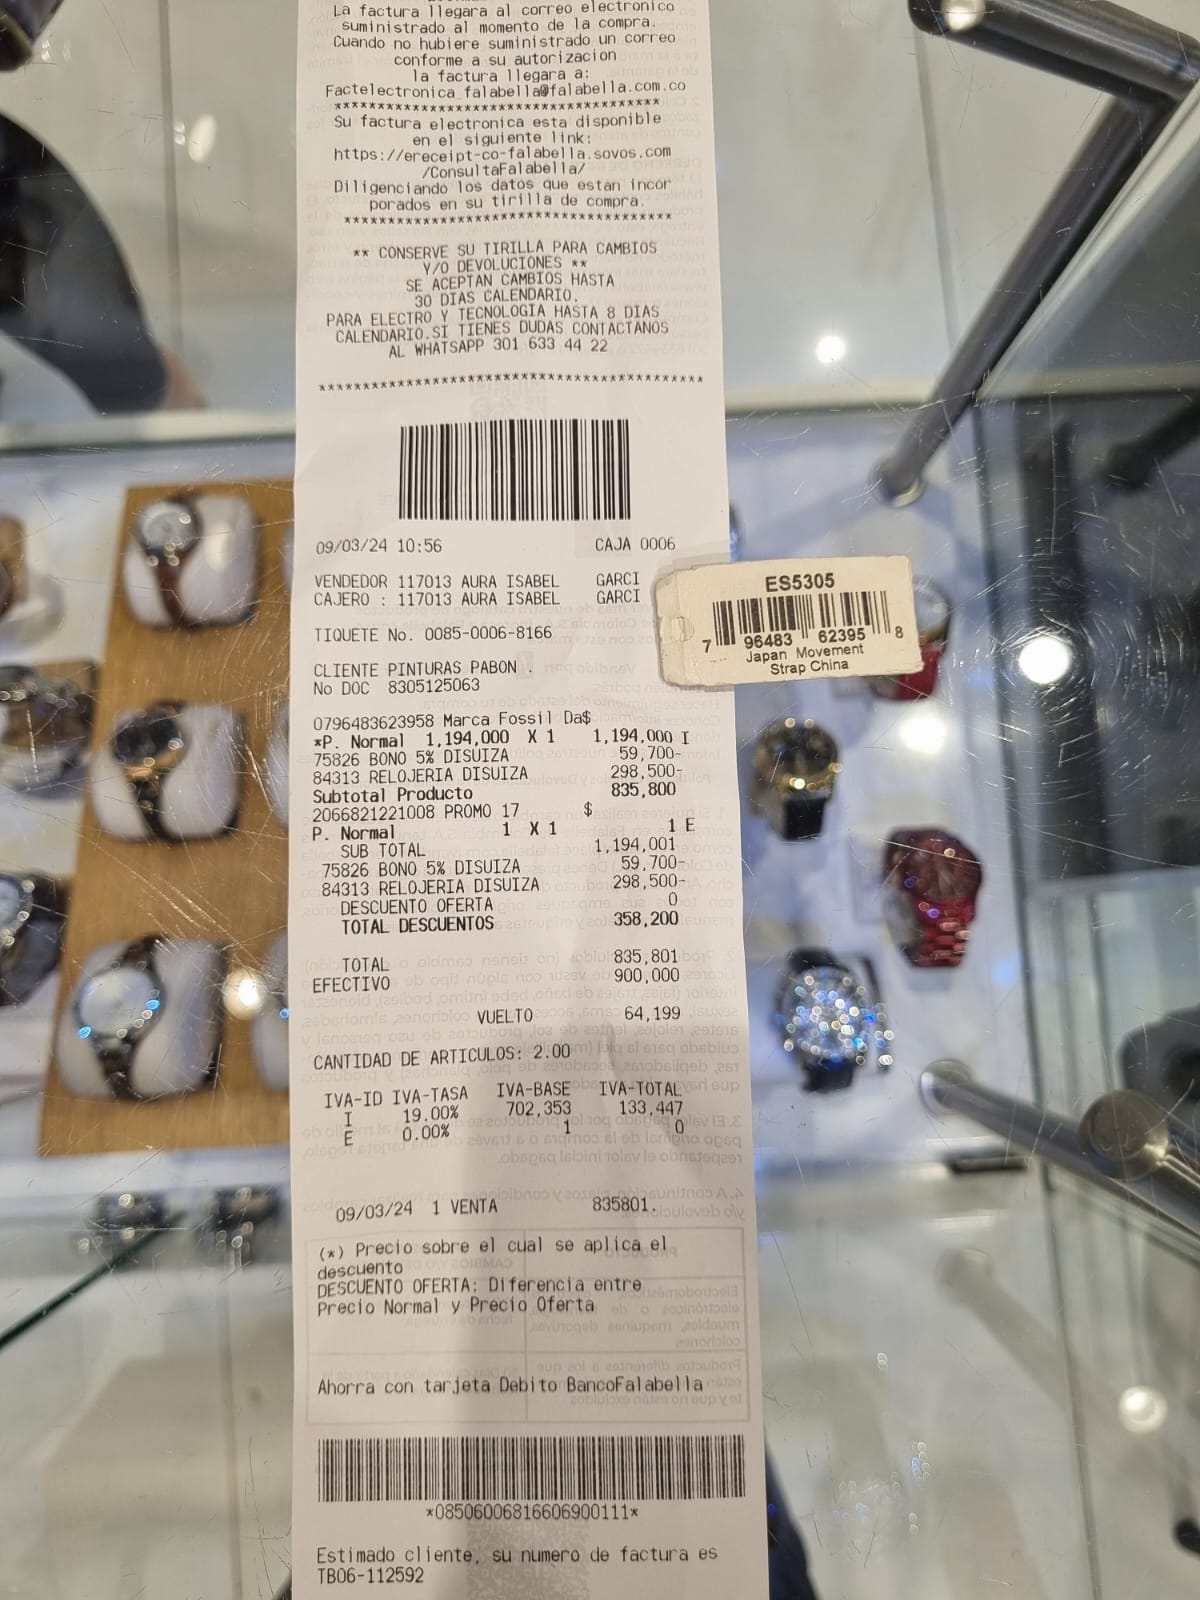 La factura llegara al correo electronico
suministrado al momento de la compra.
Cuando no hubiere suministrado un correo
conforme a su autorizacion
la factura llegara a:
Factelectronica_falabella@falabella.com.co
*************************************
Su factura electronica esta disponible
en el siguiente link:
https://ereceipt-co-falabella.sovos.com
/ConsultaFalabella/
Diligenciando los datos que estan incor
porados en su tirilla de compra.
*************************************
** CONSERVE SU TIRILLA PARA CAMBIOS
Y/O DEVOLUCIONES **
SE ACEPTAN CAMBIOS HASTA
30 DIAS CALENDARIO.
PARA ELECTRO Y TECNOLOGIA HASTA 8 DIAS
CALENDARIO.SI TIENES DUDAS CONTACTANOS
AL WHATSAPP 301 633 44 22
*******************************************
09/03/24 10:56 CAJA 0006
VENDEDOR 117013 AURA ISABEL GARCI
CAJERO : 117013 AURA ISABEL GARCI
TIQUETE No. 0085-0006-8166
CLIENTE PINTURAS PABON .
No DOC 8305125063
0796483623958 Marca Fossil Da$
*P. Normal 1,194,000 X 1 1,194,000 I
75826 BONO 5% DISUIZA 59,700-
84313 RELOJERIA DISUIZA 298,500-
Subtotal Producto 835,800
2066821221008 PROMO 17 $
P. Normal 1 X 1 1 E
SUB TOTAL 1,194,001
75826 BONO 5% DISUIZA 59,700-
84313 RELOJERIA DISUIZA 298,500-
DESCUENTO OFERTA 0
TOTAL DESCUENTOS 358,200
TOTAL 835,801
EFECTIVO 900,000
VUELTO 64,199
CANTIDAD DE ARTICULOS: 2.00
IVA-ID IVA-TASA IVA-BASE IVA-TOTAL
I 19.00% 702,353 133,447
E 0.00% 1 0
09/03/24 1 VENTA 835801.
(*) Precio sobre el cual se aplica el
descuento
DESCUENTO OFERTA: Diferencia entre
Precio Normal y Precio Oferta
Ahorra con tarjeta Debito BancoFalabella
*08506006816606900111*
Estimado cliente, su numero de factura es
TB06-112592
ES5305
7 96483 62395 8
Japan Movement
Strap China